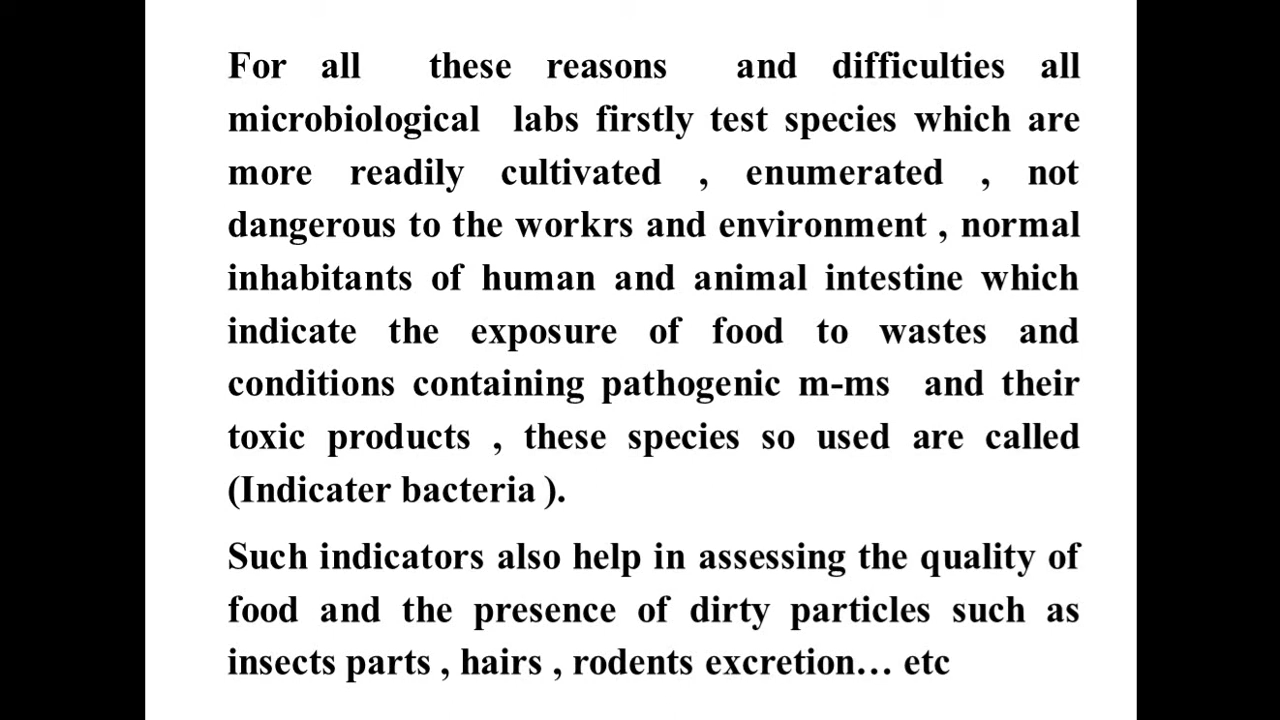 For all these reasons and difficulties all
microbiological labs firstly test species which are
more readily cultivated , enumerated , not
dangerous to the workrs and environment , normal
inhabitants of human and animal intestine which
indicate the exposure of food to wastes and
conditions containing pathogenic m-ms and their
toxic products , these species so used are called
(Indicater bacteria ).
Such indicators also help in assessing the quality of
food and the presence of dirty particles such as
insects parts , hairs , rodents excretion… etc